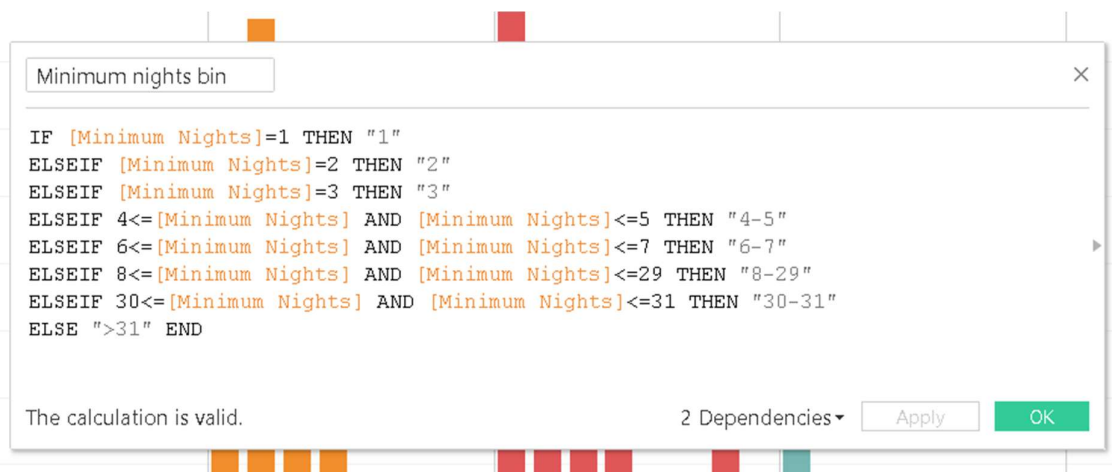 Minimum nights bin
IF [Minimum Nights]=1 THEN "1"
ELSEIF [Minimum Nights]=2 THEN "2"
ELSEIF [Minimum Nights]=3 THEN "3"
ELSEIF 4<=[Minimum Nights] AND [Minimum Nights]<=5 THEN "4-5"
ELSEIF 6<=[Minimum Nights] AND [Minimum Nights]<=7 THEN "6-7"
ELSEIF 8<=[Minimum Nights] AND [Minimum Nights]<=29 THEN "8-29"
ELSEIF 30<=[Minimum Nights] AND [Minimum Nights]<=31 THEN "30-31"
ELSE ">31" END
The calculation is valid. 2 Dependencies Apply OK